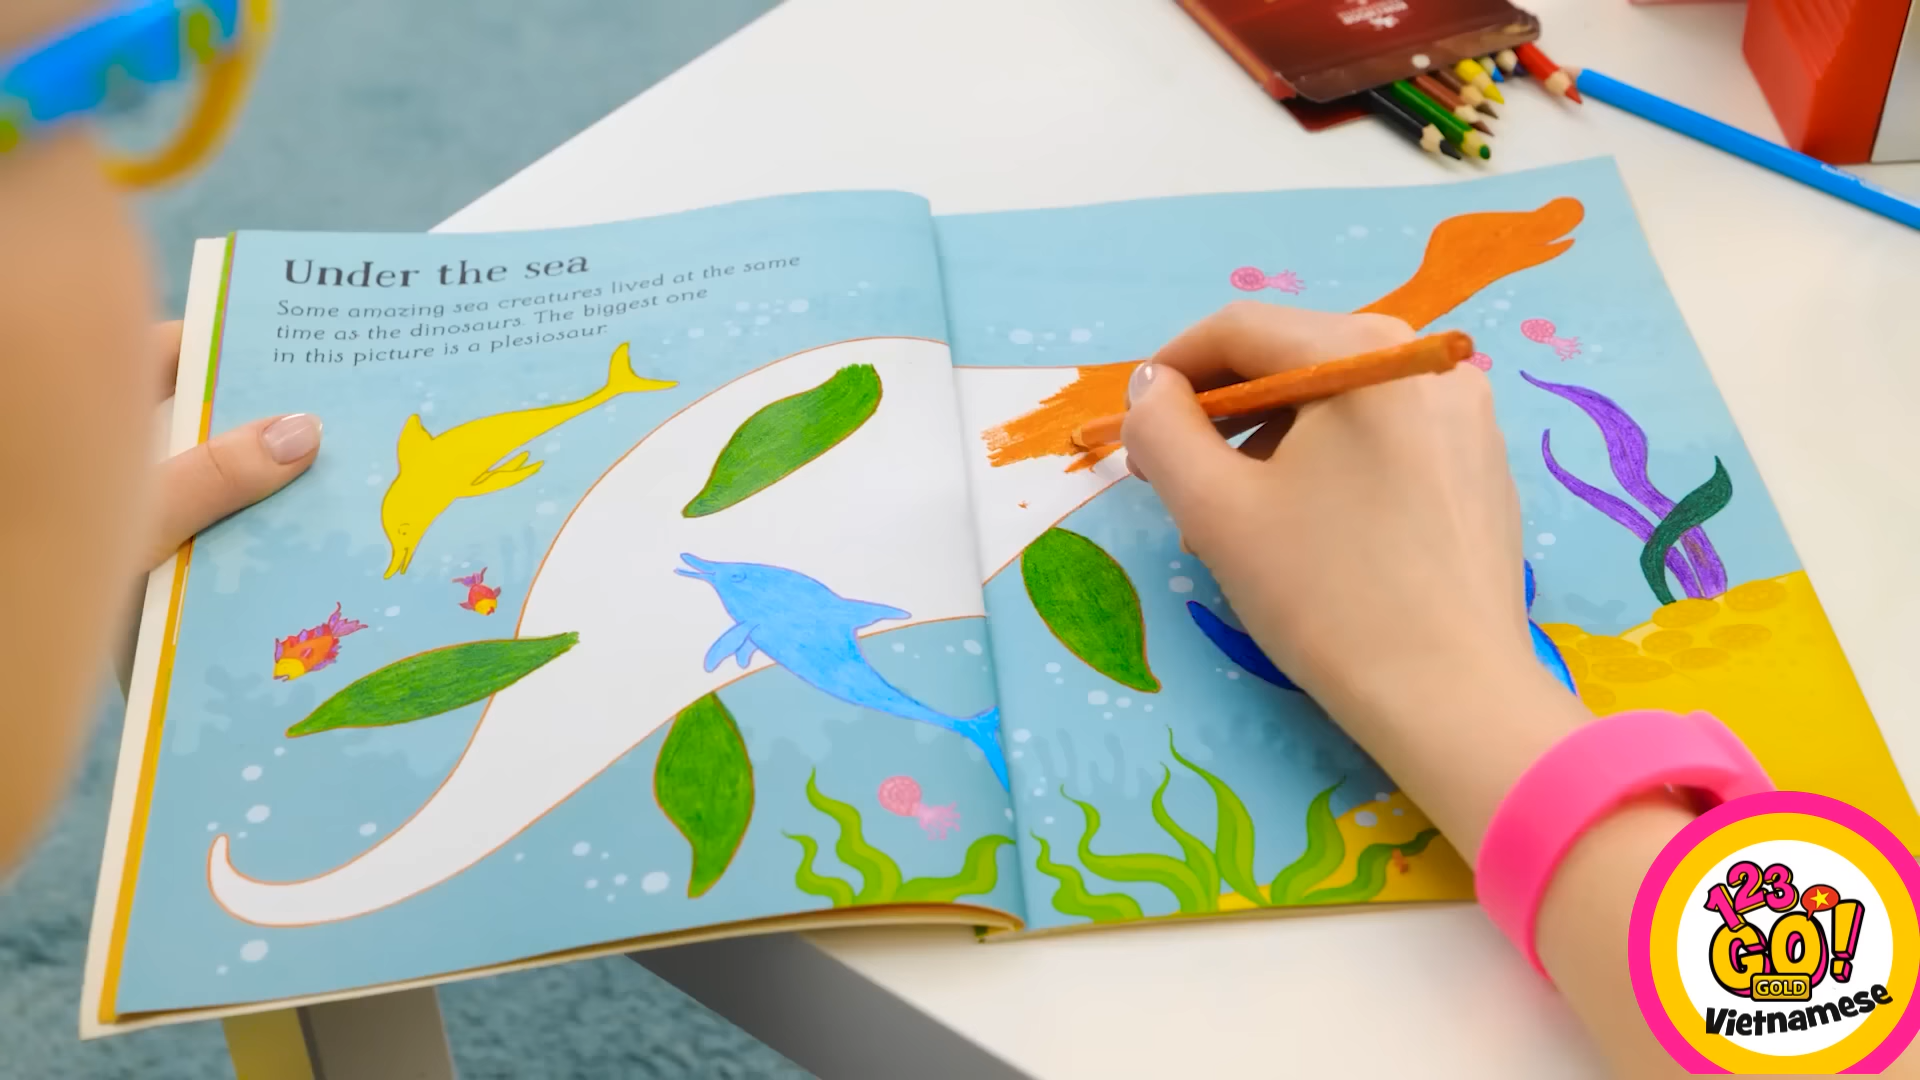 Under the sea
Some amazing sea creatures lived at the same
time as the dinosaurs. The biggest one
in this picture is a plesiosaur.
123
GO!
GOLD
Vietnamese